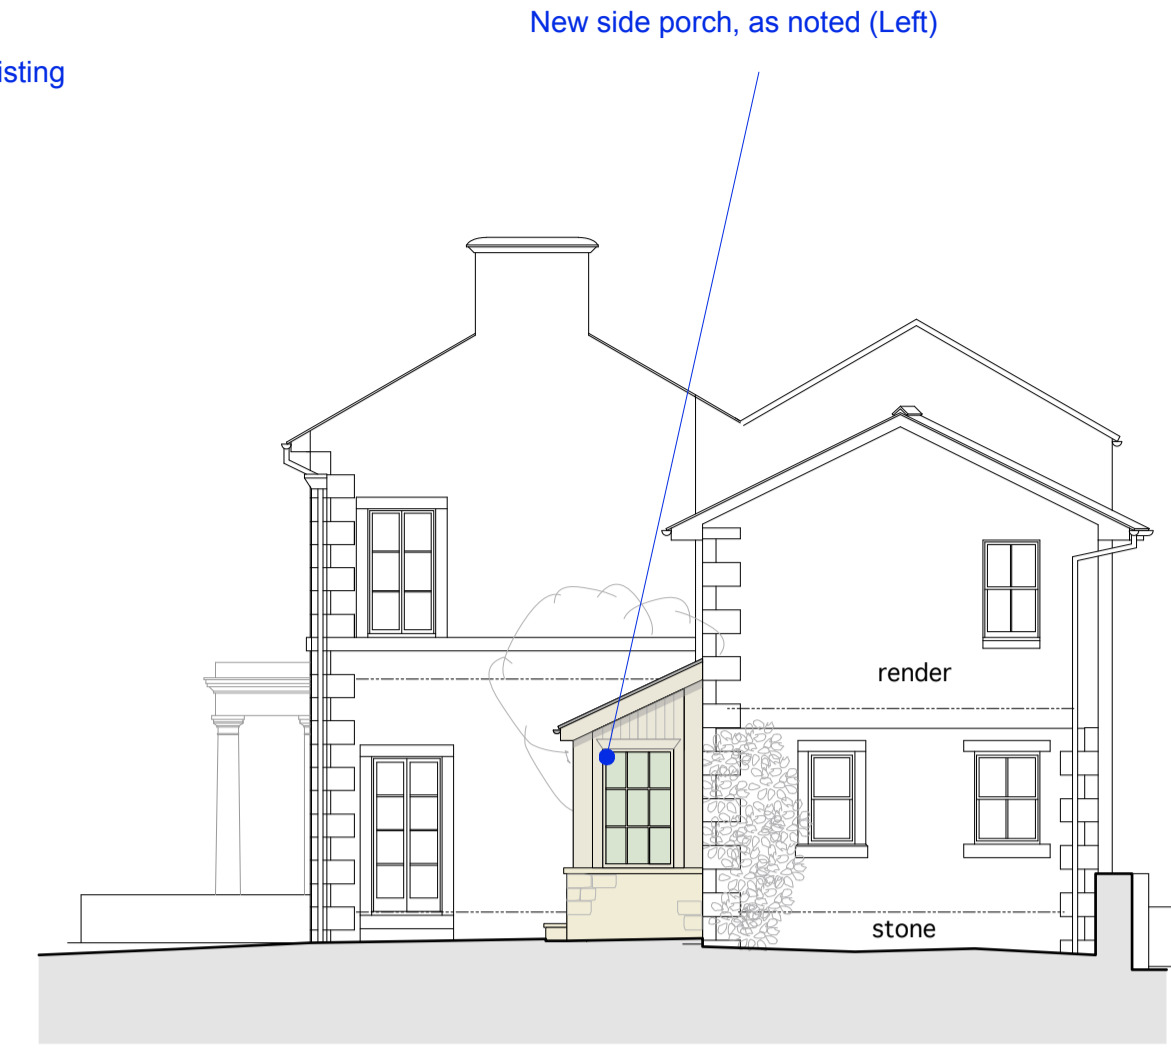 New side porch, as noted (Left)
isting
render
stone